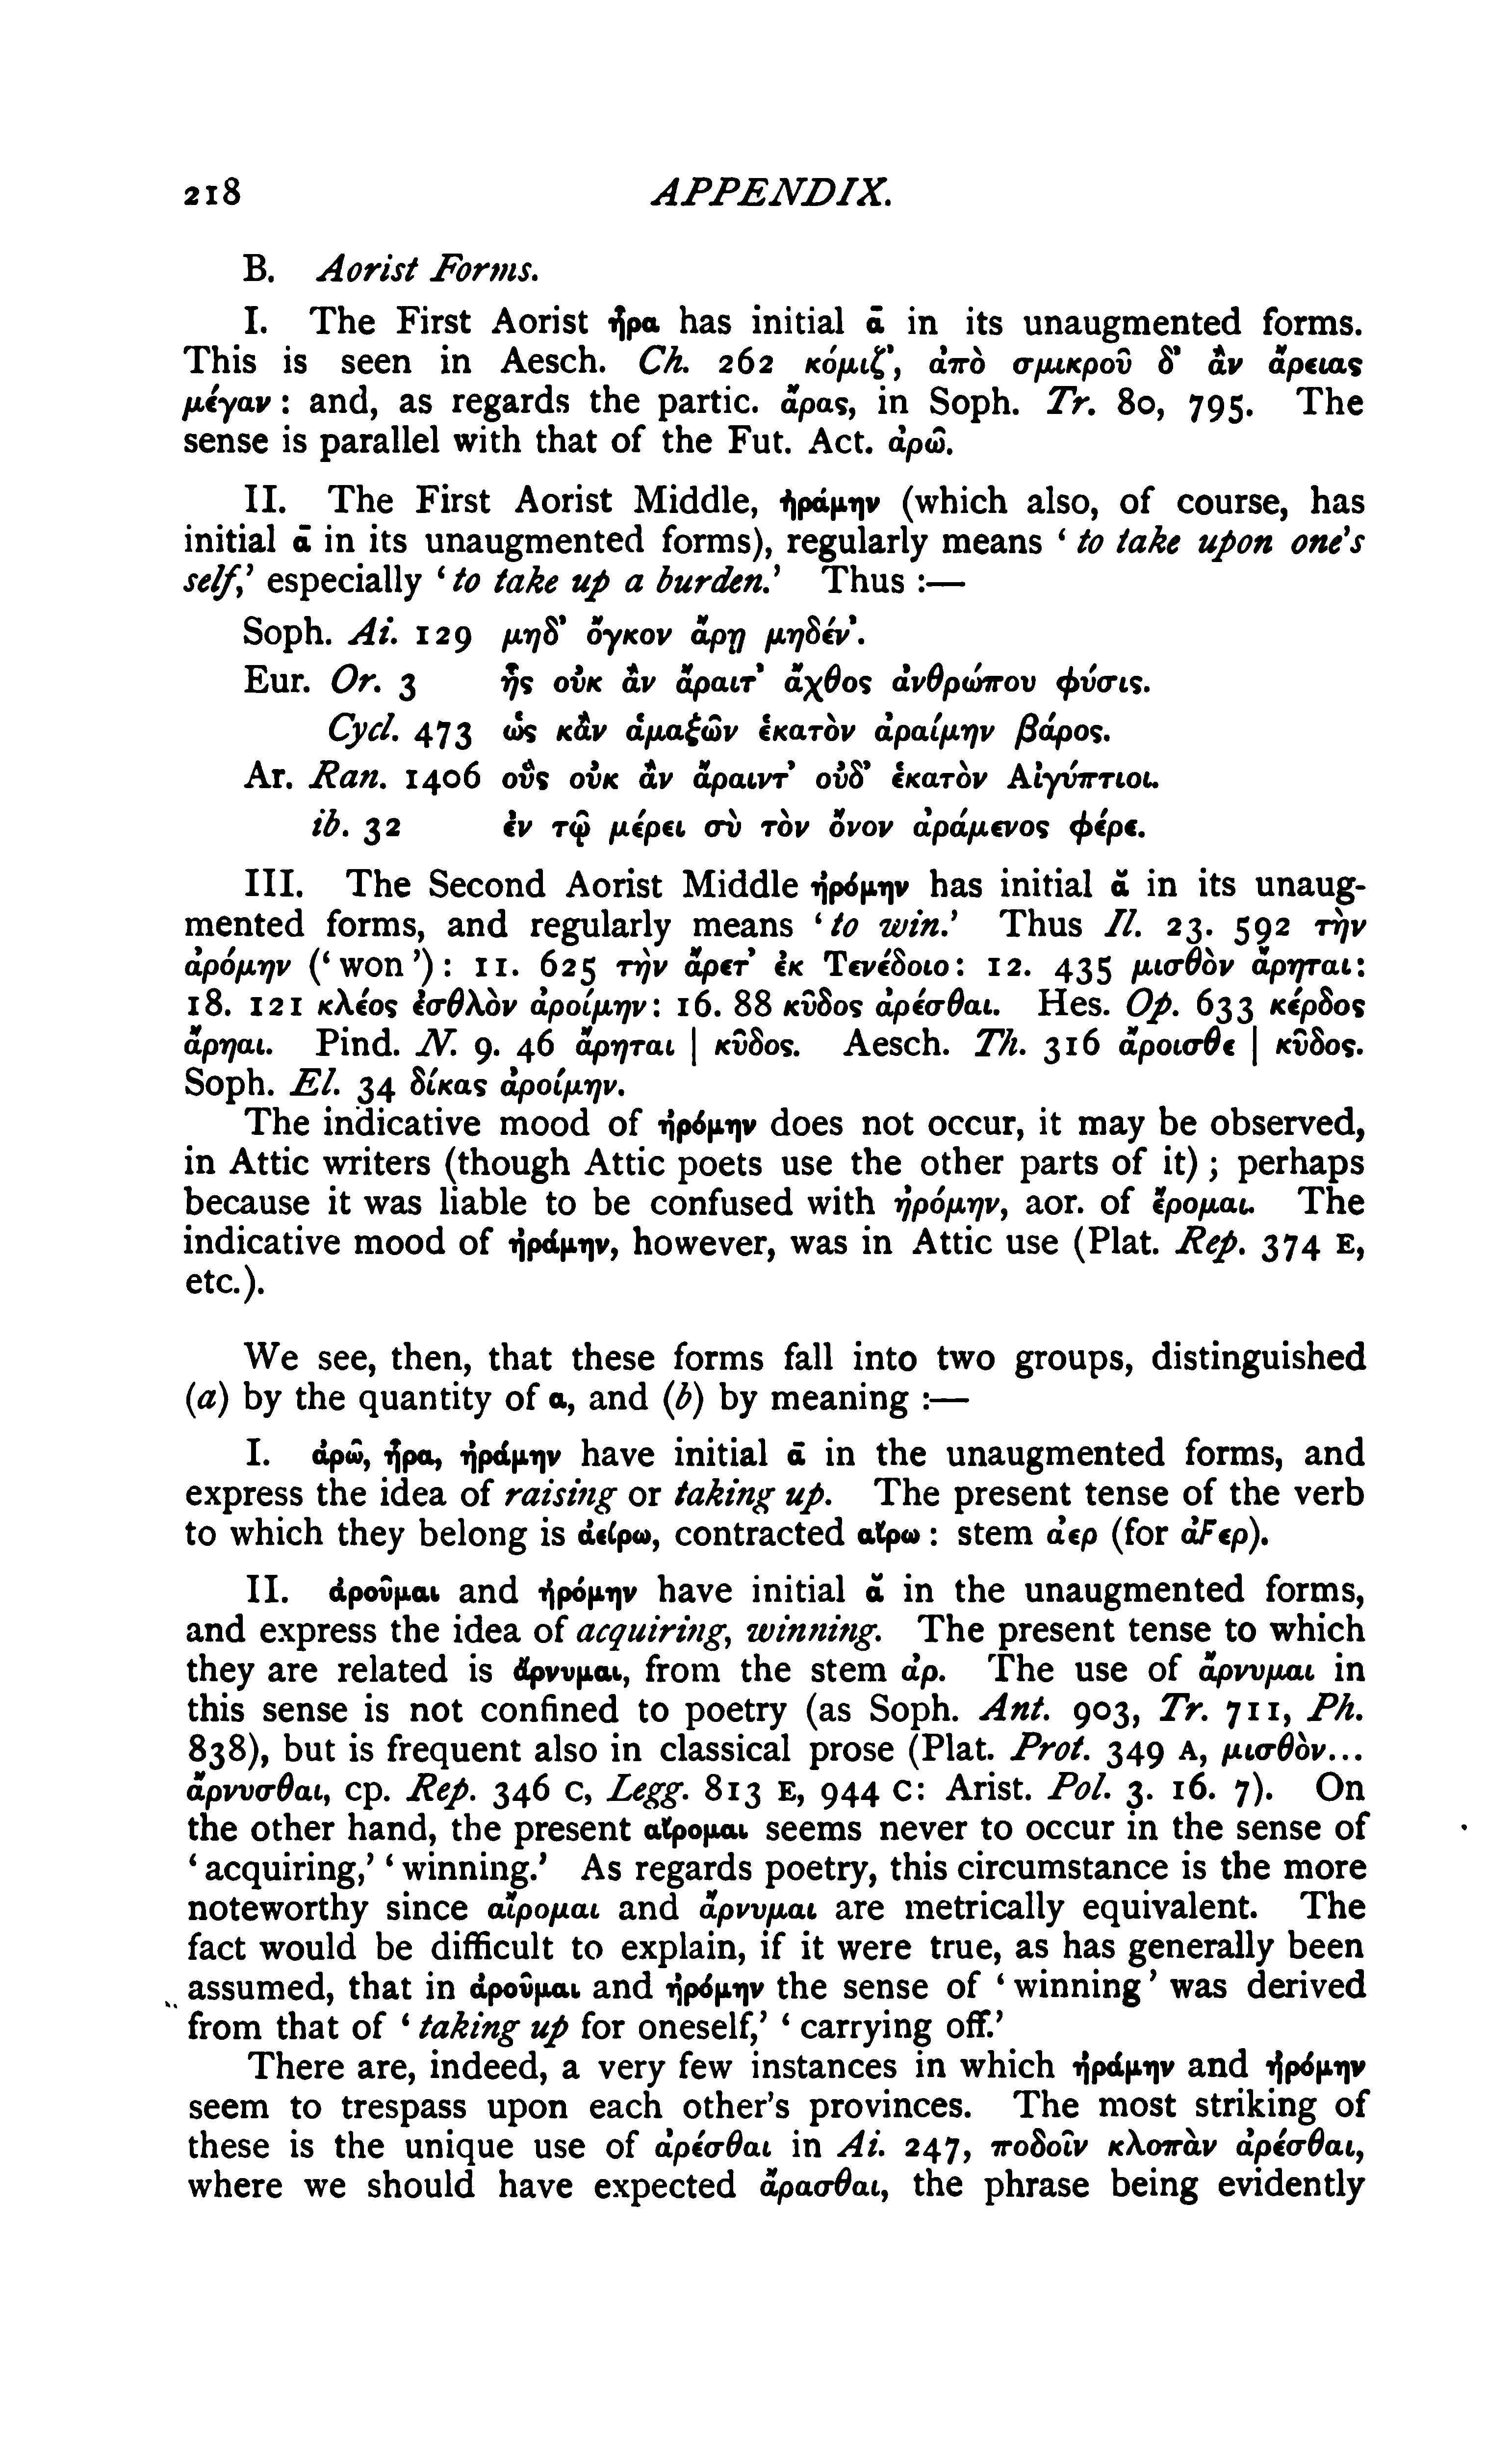 218 APPENDIX.
B. Aorist Forms.
I. The First Aorist ἦρα has initial ᾱ in its unaugmented forms.
This is seen in Aesch. Ch. 262 κόμιζ', ἀπὸ σμικροῦ δ' ἂν ἄρειας
μέγαν : and, as regards the partic. ἄρας, in Soph. Tr. 80, 795. The
sense is parallel with that of the Fut. Act. ἀρῶ.
II. The First Aorist Middle, ἠράμην (which also, of course, has
initial ᾱ in its unaugmented forms), regularly means ‘to take upon one's
self,’ especially ‘to take up a burden.’ Thus :—
Soph. Ai. 129 μηδ' ὄγκον ἄρῃ μηδέν'.
Eur. Or. 3 ἧς οὐκ ἂν ἄραιτ' ἄχθος ἀνθρώπου φύσις.
Cycl. 473 ὡς κἂν ἁμαξῶν ἑκατὸν ἀραίμην βάρος.
Ar. Ran. 1406 οὓς οὐκ ἂν ἄραιντ' οὐδ' ἑκατὸν Αἰγύπτιοι.
ib. 32 ἐν τῷ μέρει σὺ τὸν ὄνον ἀράμενος φέρε.
III. The Second Aorist Middle ἠρόμην has initial ᾰ in its unaug-
mented forms, and regularly means ‘to win.’ Thus Il. 23. 592 τὴν
ἀρόμην (‘won’): 11. 625 τὴν ἄρετ' ἐκ Τενέδοιο: 12. 435 μισθὸν ἄρηται:
18. 121 κλέος ἐσθλὸν ἀροίμην: 16. 88 κῦδος ἀρέσθαι. Hes. Op. 633 κέρδος
ἄρηαι. Pind. N. 9. 46 ἄρηται | κῦδος. Aesch. Th. 316 ἄροισθε | κῦδος.
Soph. El. 34 δίκας ἀροίμην.
The indicative mood of ἠρόμην does not occur, it may be observed,
in Attic writers (though Attic poets use the other parts of it) ; perhaps
because it was liable to be confused with ἠρόμην, aor. of ἔρομαι. The
indicative mood of ἠράμην, however, was in Attic use (Plat. Rep. 374 E,
etc.).
We see, then, that these forms fall into two groups, distinguished
(a) by the quantity of α, and (b) by meaning :—
I. ἀρῶ, ἦρα, ἠράμην have initial ᾱ in the unaugmented forms, and
express the idea of raising or taking up. The present tense of the verb
to which they belong is ἀείρω, contracted αἴρω : stem ἀερ (for ἀϝερ).
II. ἀροῦμαι and ἠρόμην have initial ᾰ in the unaugmented forms,
and express the idea of acquiring, winning. The present tense to which
they are related is ἄρνυμαι, from the stem ἀρ. The use of ἄρνυμαι in
this sense is not confined to poetry (as Soph. Ant. 903, Tr. 711, Ph.
838), but is frequent also in classical prose (Plat. Prot. 349 A, μισθὸν...
ἄρνυσθαι, cp. Rep. 346 C, Legg. 813 E, 944 C: Arist. Pol. 3. 16. 7). On
the other hand, the present αἴρομαι seems never to occur in the sense of
‘acquiring,’ ‘winning.’ As regards poetry, this circumstance is the more
noteworthy since αἴρομαι and ἄρνυμαι are metrically equivalent. The
fact would be difficult to explain, if it were true, as has generally been
assumed, that in ἀροῦμαι and ἠρόμην the sense of ‘winning’ was derived
from that of ‘taking up for oneself,’ ‘carrying off.’
There are, indeed, a very few instances in which ἠράμην and ἠρόμην
seem to trespass upon each other's provinces. The most striking of
these is the unique use of ἀρέσθαι in Ai. 247, ποδοῖν κλοπὰν ἀρέσθαι,
where we should have expected ἄρασθαι, the phrase being evidently